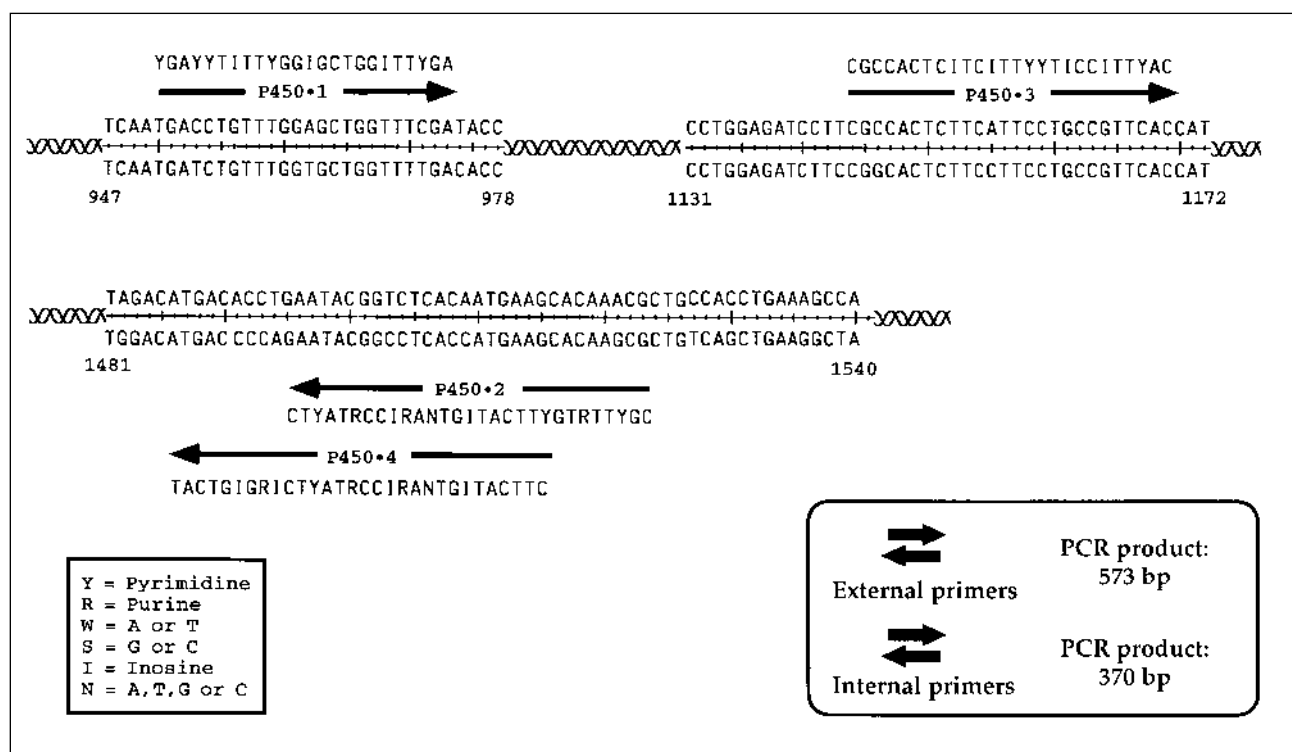 YGAYYTITTYGGIGCTGGITTYGA
CGCCACTCITCITTYYTICCITTYAC
P450•1
P450•3
TCAATGACCTGTTTGGAGCTGGTTTCGATACC
CCTGGAGATCCTTCGCCACTCTTCATTCCTGCCGTTCACCAT
TCAATGATCTGTTTGGTGCTGGTTTTGACACC
CCTGGAGATCTTCCGGCACTCTTCCTTCCTGCCGTTCACCAT
947
978
1131
1172
TAGACATGACACCTGAATACGGTCTCACAATGAAGCACAAACGCTGCCACCTGAAAGCCA
TGGACATGACCCCAGAATACGGCCTCACCATGAAGCACAAGCGCTGTCAGCTGAAGGCTA
1481
1540
P450•2
CTYATRCCIRANTGITACTTYGTRTTYGC
P450•4
TACTGIGRICTYATRCCIRANTGITACTTC
Y = Pyrimidine
R = Purine
W = A or T
S = G or C
I = Inosine
N = A,T,G or C
External primers
PCR product:
573 bp
Internal primers
PCR product:
370 bp